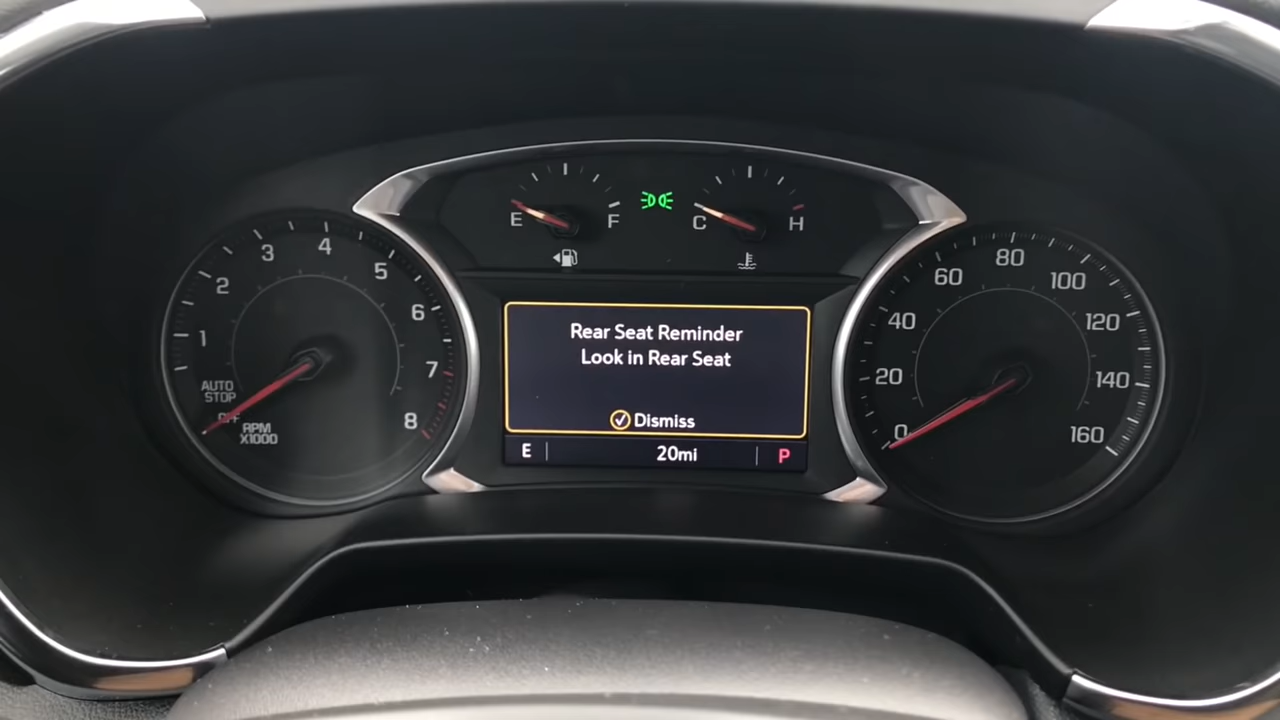 E F
C H
1
2
3
4
5
6
7
8
AUTO
STOP
OFF
RPM
X1000
Rear Seat Reminder
Look in Rear Seat
Dismiss
E 20mi P
0
20
40
60
80
100
120
140
160